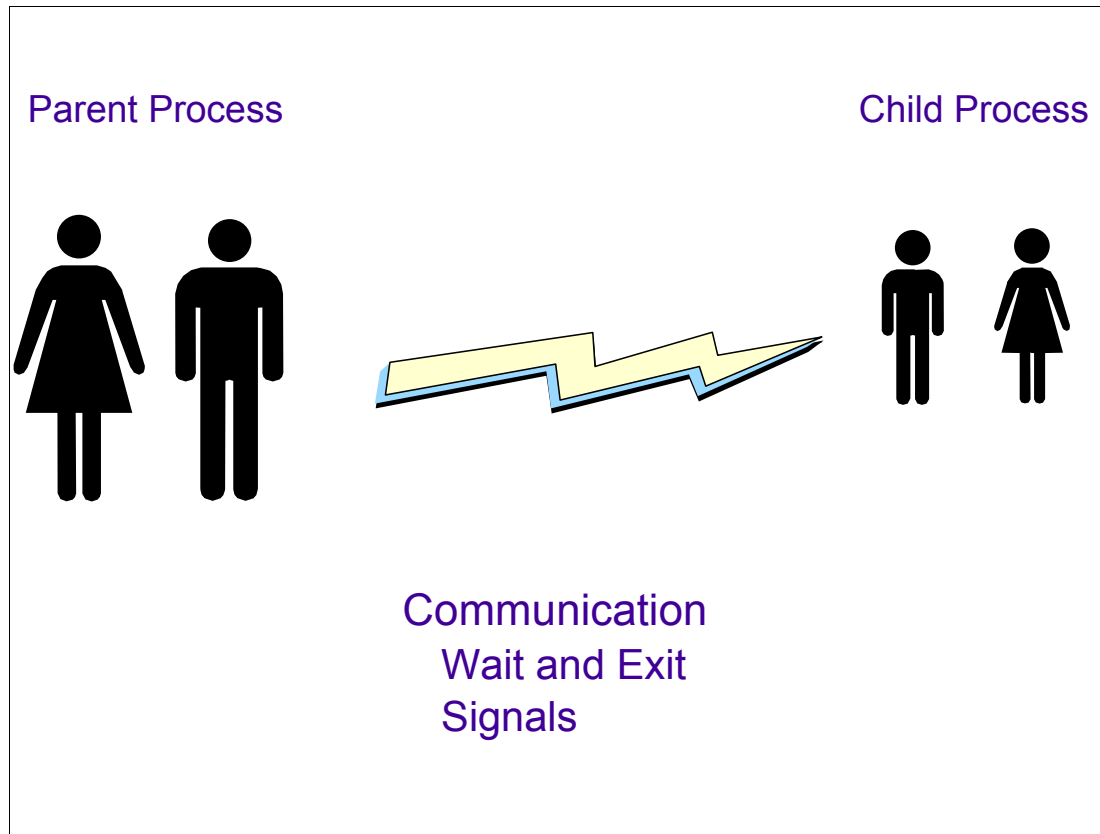 Parent Process
Child Process
Communication
Wait and Exit
Signals